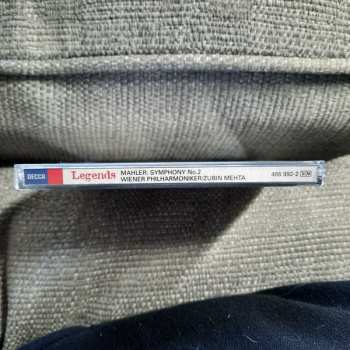 DECCA
Legends
MAHLER: SYMPHONY No.2
WIENER PHILHARMONIKER/ZUBIN MEHTA
466 992-2